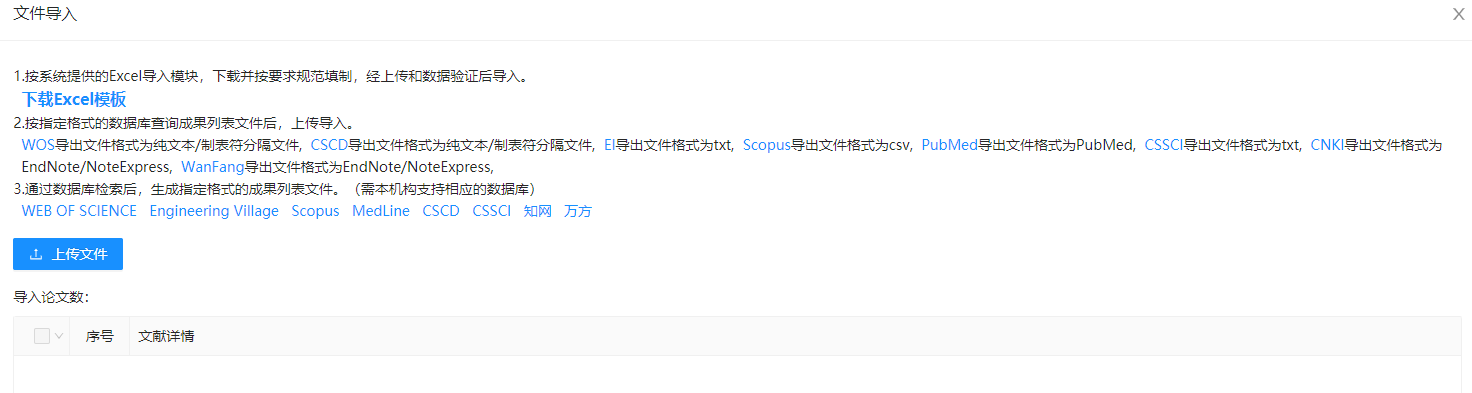 文件导入
X
1.按系统提供的Excel导入模块，下载并按要求规范填制，经上传和数据验证后导入。
下载Excel模板
2.按指定格式的数据库查询成果列表文件后，上传导入。
WOS导出文件格式为纯文本/制表符分隔文件, CSCD导出文件格式为纯文本/制表符分隔文件, EI导出文件格式为txt, Scopus导出文件格式为csv, PubMed导出文件格式为PubMed, CSSCI导出文件格式为txt, CNKI导出文件格式为
EndNote/NoteExpress, WanFang导出文件格式为EndNote/NoteExpress,
3.通过数据库检索后，生成指定格式的成果列表文件。（需本机构支持相应的数据库）
WEB OF SCIENCE Engineering Village Scopus MedLine CSCD CSSCI 知网 万方
上传文件
导入论文数：
序号 文献详情